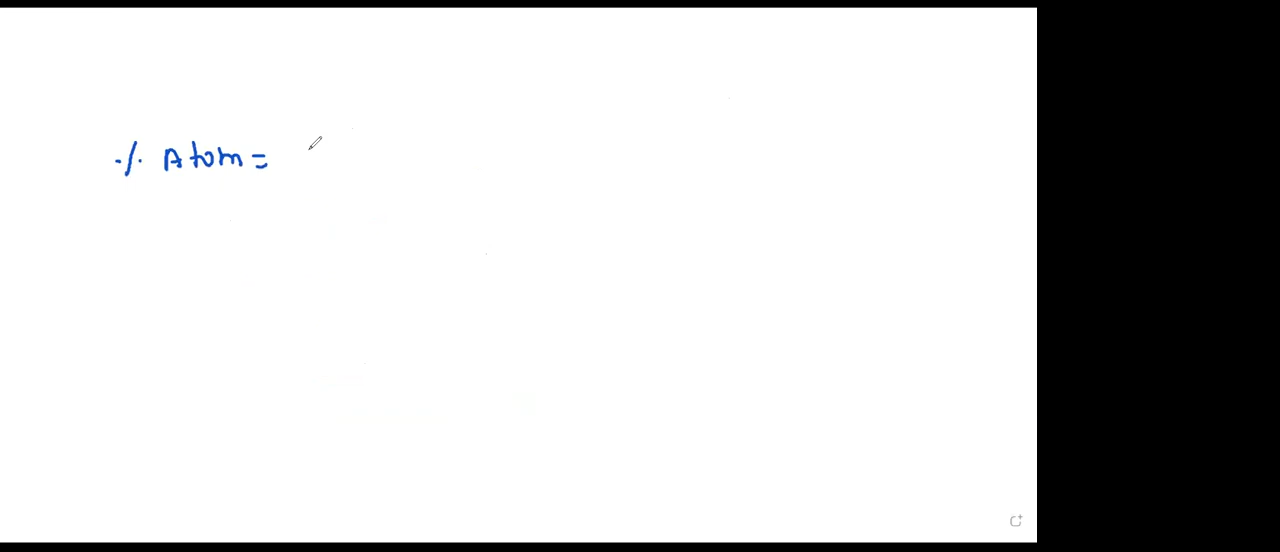 % Atom =